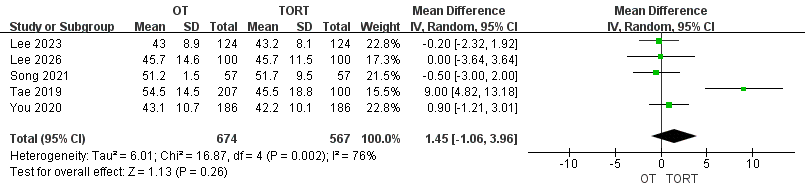 OT TORT Mean Difference Mean Difference
Study or Subgroup Mean SD Total Mean SD Total Weight IV, Random, 95% CI IV, Random, 95% CI
Lee 2023 43 8.9 124 43.2 8.1 124 22.8% -0.20 [-2.32, 1.92]
Lee 2026 45.7 14.6 100 45.7 11.5 100 18.1% 0.00 [-3.64, 3.64]
Song 2021 51.2 1.5 57 51.7 9.5 57 21.5% -0.50 [-3.00, 2.00]
Tae 2019 54.5 14.5 207 45.5 18.8 100 16.4% 9.00 [4.82, 13.18]
You 2020 43.1 10.7 186 42.2 10.1 186 22.8% 0.90 [-1.21, 3.01]
Total (95% CI) 674 567 100.0% 1.45 [-1.06, 3.96]
Heterogeneity: Tau² = 6.01; Chi² = 16.87, df = 4 (P = 0.002); I² = 76%
Test for overall effect: Z = 1.13 (P = 0.26)
-10 -5 0 5 10
OT TORT